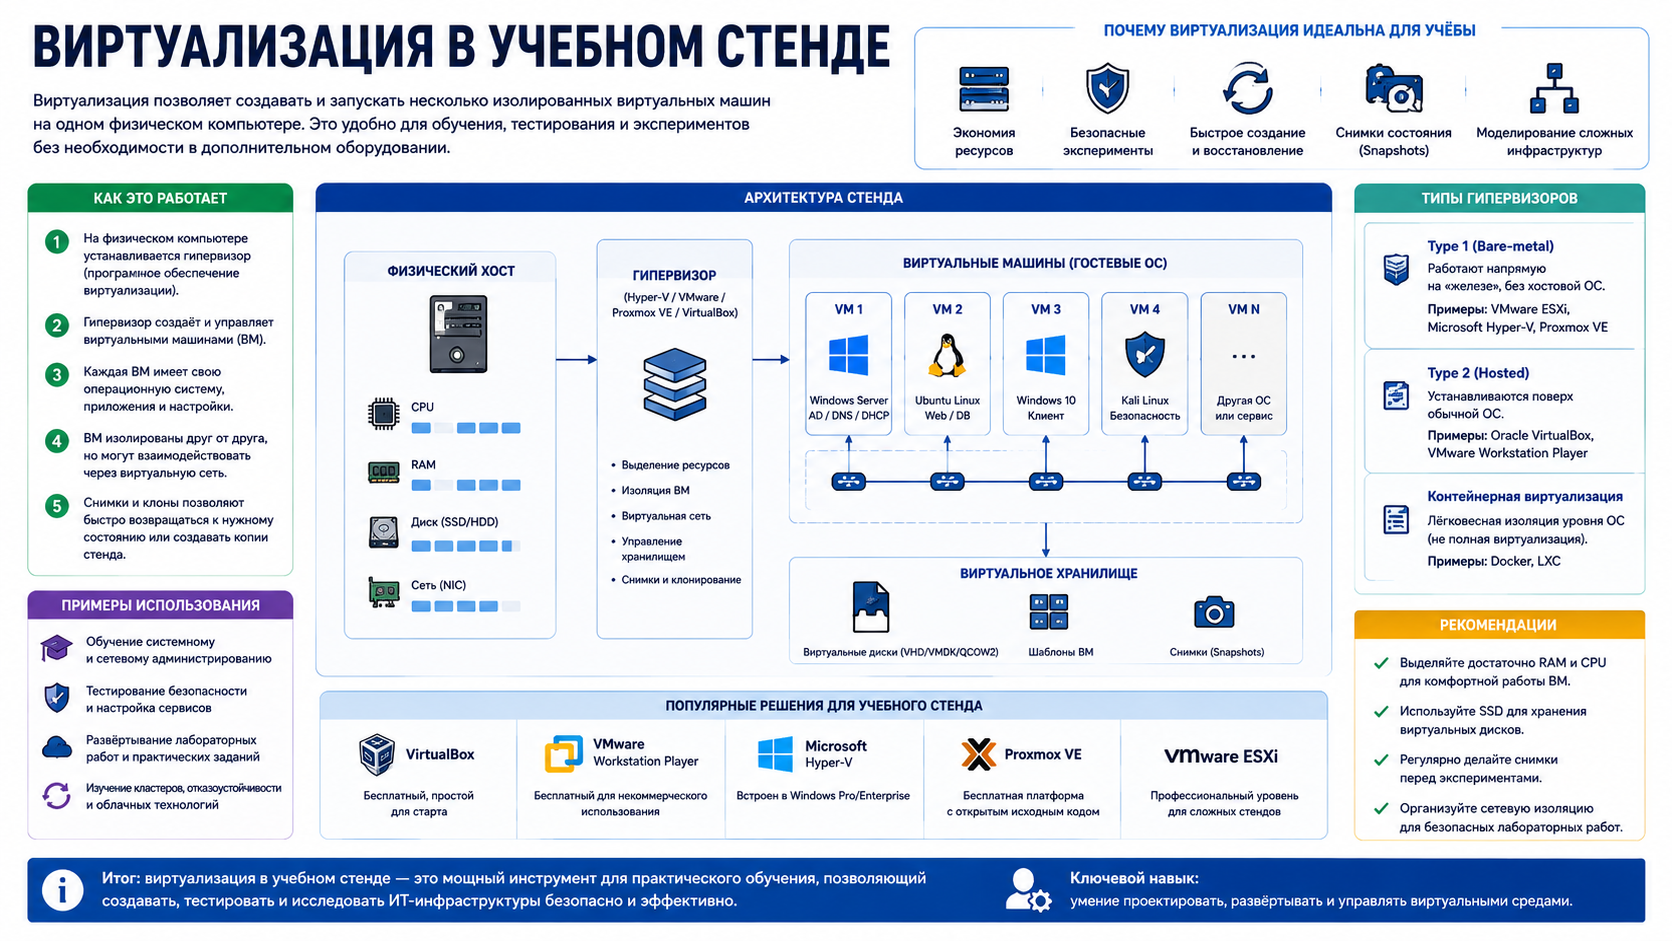 ВИРТУАЛИЗАЦИЯ В УЧЕБНОМ СТЕНДЕ
Виртуализация позволяет создавать и запускать несколько изолированных виртуальных машин
на одном физическом компьютере. Это удобно для обучения, тестирования и экспериментов
без необходимости в дополнительном оборудовании.
ПОЧЕМУ ВИРТУАЛИЗАЦИЯ ИДЕАЛЬНА ДЛЯ УЧЁБЫ
Экономия
ресурсов
Безопасные
эксперименты
Быстрое создание
и восстановление
Снимки состояния
(Snapshots)
Моделирование сложных
инфраструктур
КАК ЭТО РАБОТАЕТ
1
На физическом компьютере
устанавливается гипервизор
(програмное обеспечение
виртуализации).
2
Гипервизор создаёт и управляет
виртуальными машинами (ВМ).
3
Каждая ВМ имеет свою
операционную систему,
приложения и настройки.
4
ВМ изолированы друг от друга,
но могут взаимодействовать
через виртуальную сеть.
5
Снимки и клоны позволяют
быстро возвращаться к нужному
состоянию или создавать копии
стенда.
ПРИМЕРЫ ИСПОЛЬЗОВАНИЯ
Обучение системному
и сетевому администрированию
Тестирование безопасности
и настройка сервисов
Развёртывание лабораторных
работ и практических заданий
Изучение кластеров, отказоустойчивости
и облачных технологий
АРХИТЕКТУРА СТЕНДА
ФИЗИЧЕСКИЙ ХОСТ
CPU
RAM
Диск (SSD/HDD)
Сеть (NIC)
ГИПЕРВИЗОР
(Hyper-V / VMware /
Proxmox VE / VirtualBox)
• Выделение ресурсов
• Изоляция ВМ
• Виртуальная сеть
• Управление
хранилищем
• Снимки и клонирование
ВИРТУАЛЬНЫЕ МАШИНЫ (ГОСТЕВЫЕ ОС)
VM 1
Windows Server
AD / DNS / DHCP
VM 2
Ubuntu Linux
Web / DB
VM 3
Windows 10
Клиент
VM 4
Kali Linux
Безопасность
VM N
...
Другая ОС
или сервис
ВИРТУАЛЬНОЕ ХРАНИЛИЩЕ
Виртуальные диски (VHD/VMDK/QCOW2)
Шаблоны ВМ
Снимки (Snapshots)
ПОПУЛЯРНЫЕ РЕШЕНИЯ ДЛЯ УЧЕБНОГО СТЕНДА
VirtualBox
Бесплатный, простой
для старта
VMware
Workstation Player
Бесплатный для некоммерческого
использования
Microsoft
Hyper-V
Встроен в Windows Pro/Enterprise
Proxmox VE
Бесплатная платформа
с открытым исходным кодом
vmware ESXi
Профессиональный уровень
для сложных стендов
ТИПЫ ГИПЕРВИЗОРОВ
Type 1 (Bare-metal)
Работают напрямую
на «железе», без хостовой ОС.
Примеры: VMware ESXi,
Microsoft Hyper-V, Proxmox VE
Type 2 (Hosted)
Устанавливаются поверх
обычной ОС.
Примеры: Oracle VirtualBox,
VMware Workstation Player
Контейнерная виртуализация
Лёгковесная изоляция уровня ОС
(не полная виртуализация).
Примеры: Docker, LXC
РЕКОМЕНДАЦИИ
Выделяйте достаточно RAM и CPU
для комфортной работы ВМ.
Используйте SSD для хранения
виртуальных дисков.
Регулярно делайте снимки
перед экспериментами.
Организуйте сетевую изоляцию
для безопасных лабораторных работ.
Итог: виртуализация в учебном стенде — это мощный инструмент для практического обучения, позволяющий
создавать, тестировать и исследовать ИТ-инфраструктуры безопасно и эффективно.
Ключевой навык:
умение проектировать, развёртывать и управлять виртуальными средами.